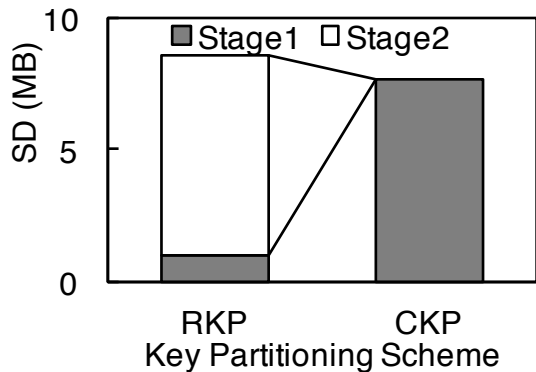 10
Stage1 Stage2
SD (MB)
5
0
RKP CKP
Key Partitioning Scheme